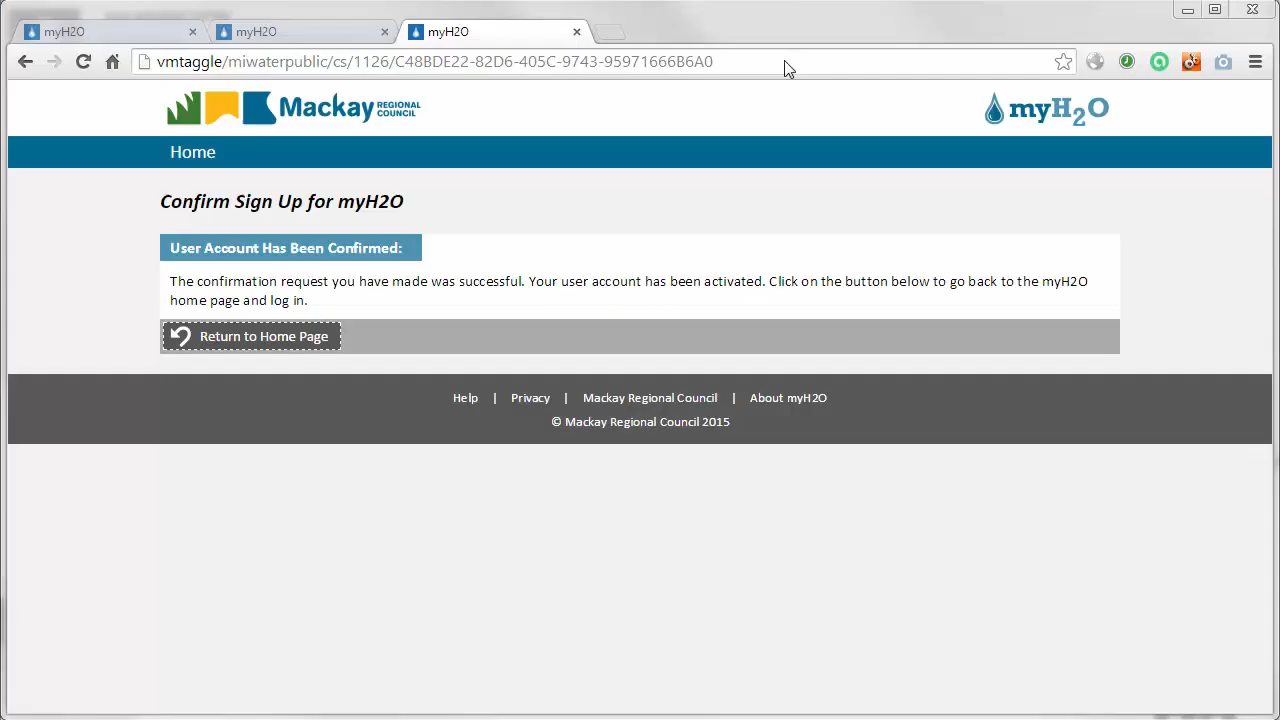 myH2O
myH2O
myH2O
vmtaggle/miwaterpublic/cs/1126/C48BDE22-82D6-405C-9743-95971666B6A0
Mackay REGIONAL COUNCIL
myH2O
Home
Confirm Sign Up for myH2O
User Account Has Been Confirmed:
The confirmation request you have made was successful. Your user account has been activated. Click on the button below to go back to the myH2O
home page and log in.
Return to Home Page
Help | Privacy | Mackay Regional Council | About myH2O
© Mackay Regional Council 2015